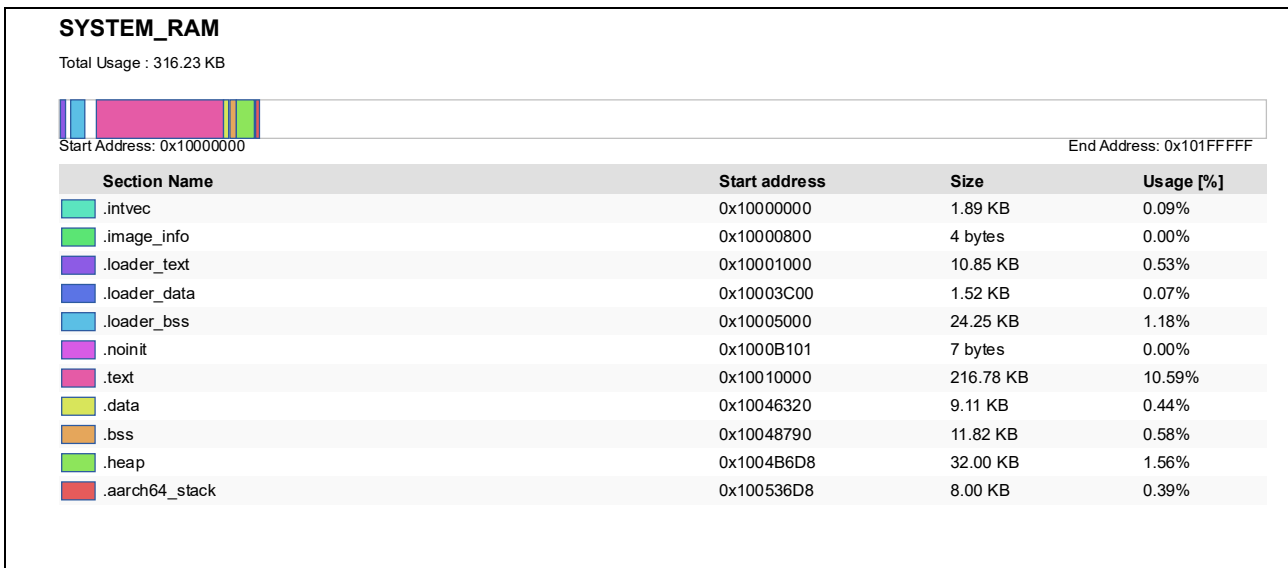 SYSTEM_RAM
Total Usage : 316.23 KB
Start Address: 0x10000000 End Address: 0x101FFFFF
Section Name Start address Size Usage [%]
.intvec 0x10000000 1.89 KB 0.09%
.image_info 0x10000800 4 bytes 0.00%
.loader_text 0x10001000 10.85 KB 0.53%
.loader_data 0x10003C00 1.52 KB 0.07%
.loader_bss 0x10005000 24.25 KB 1.18%
.noinit 0x1000B101 7 bytes 0.00%
.text 0x10010000 216.78 KB 10.59%
.data 0x10046320 9.11 KB 0.44%
.bss 0x10048790 11.82 KB 0.58%
.heap 0x1004B6D8 32.00 KB 1.56%
.aarch64_stack 0x100536D8 8.00 KB 0.39%